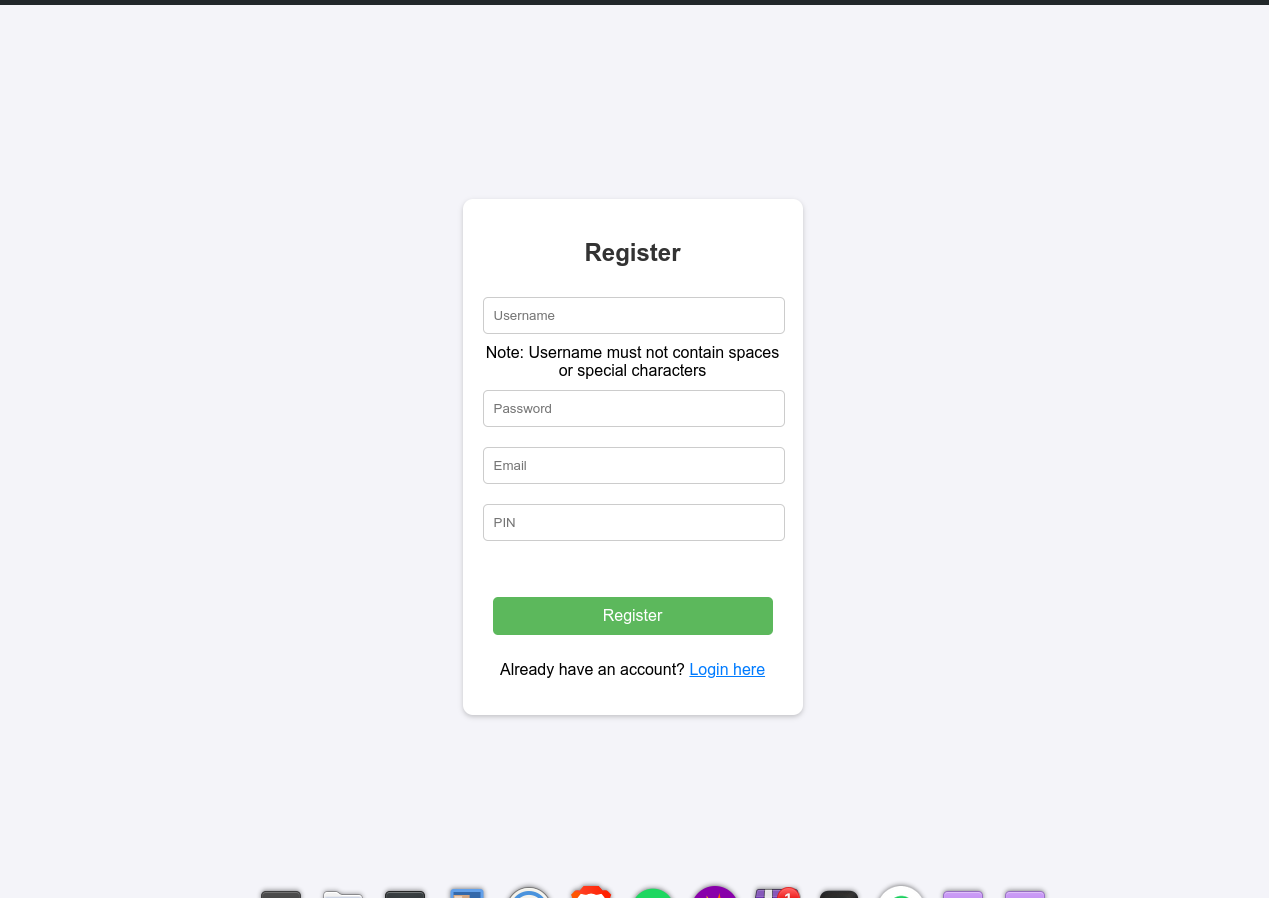 Register
Username
Note: Username must not contain spaces
or special characters
Password
Email
PIN
Register
Already have an account? Login here
1